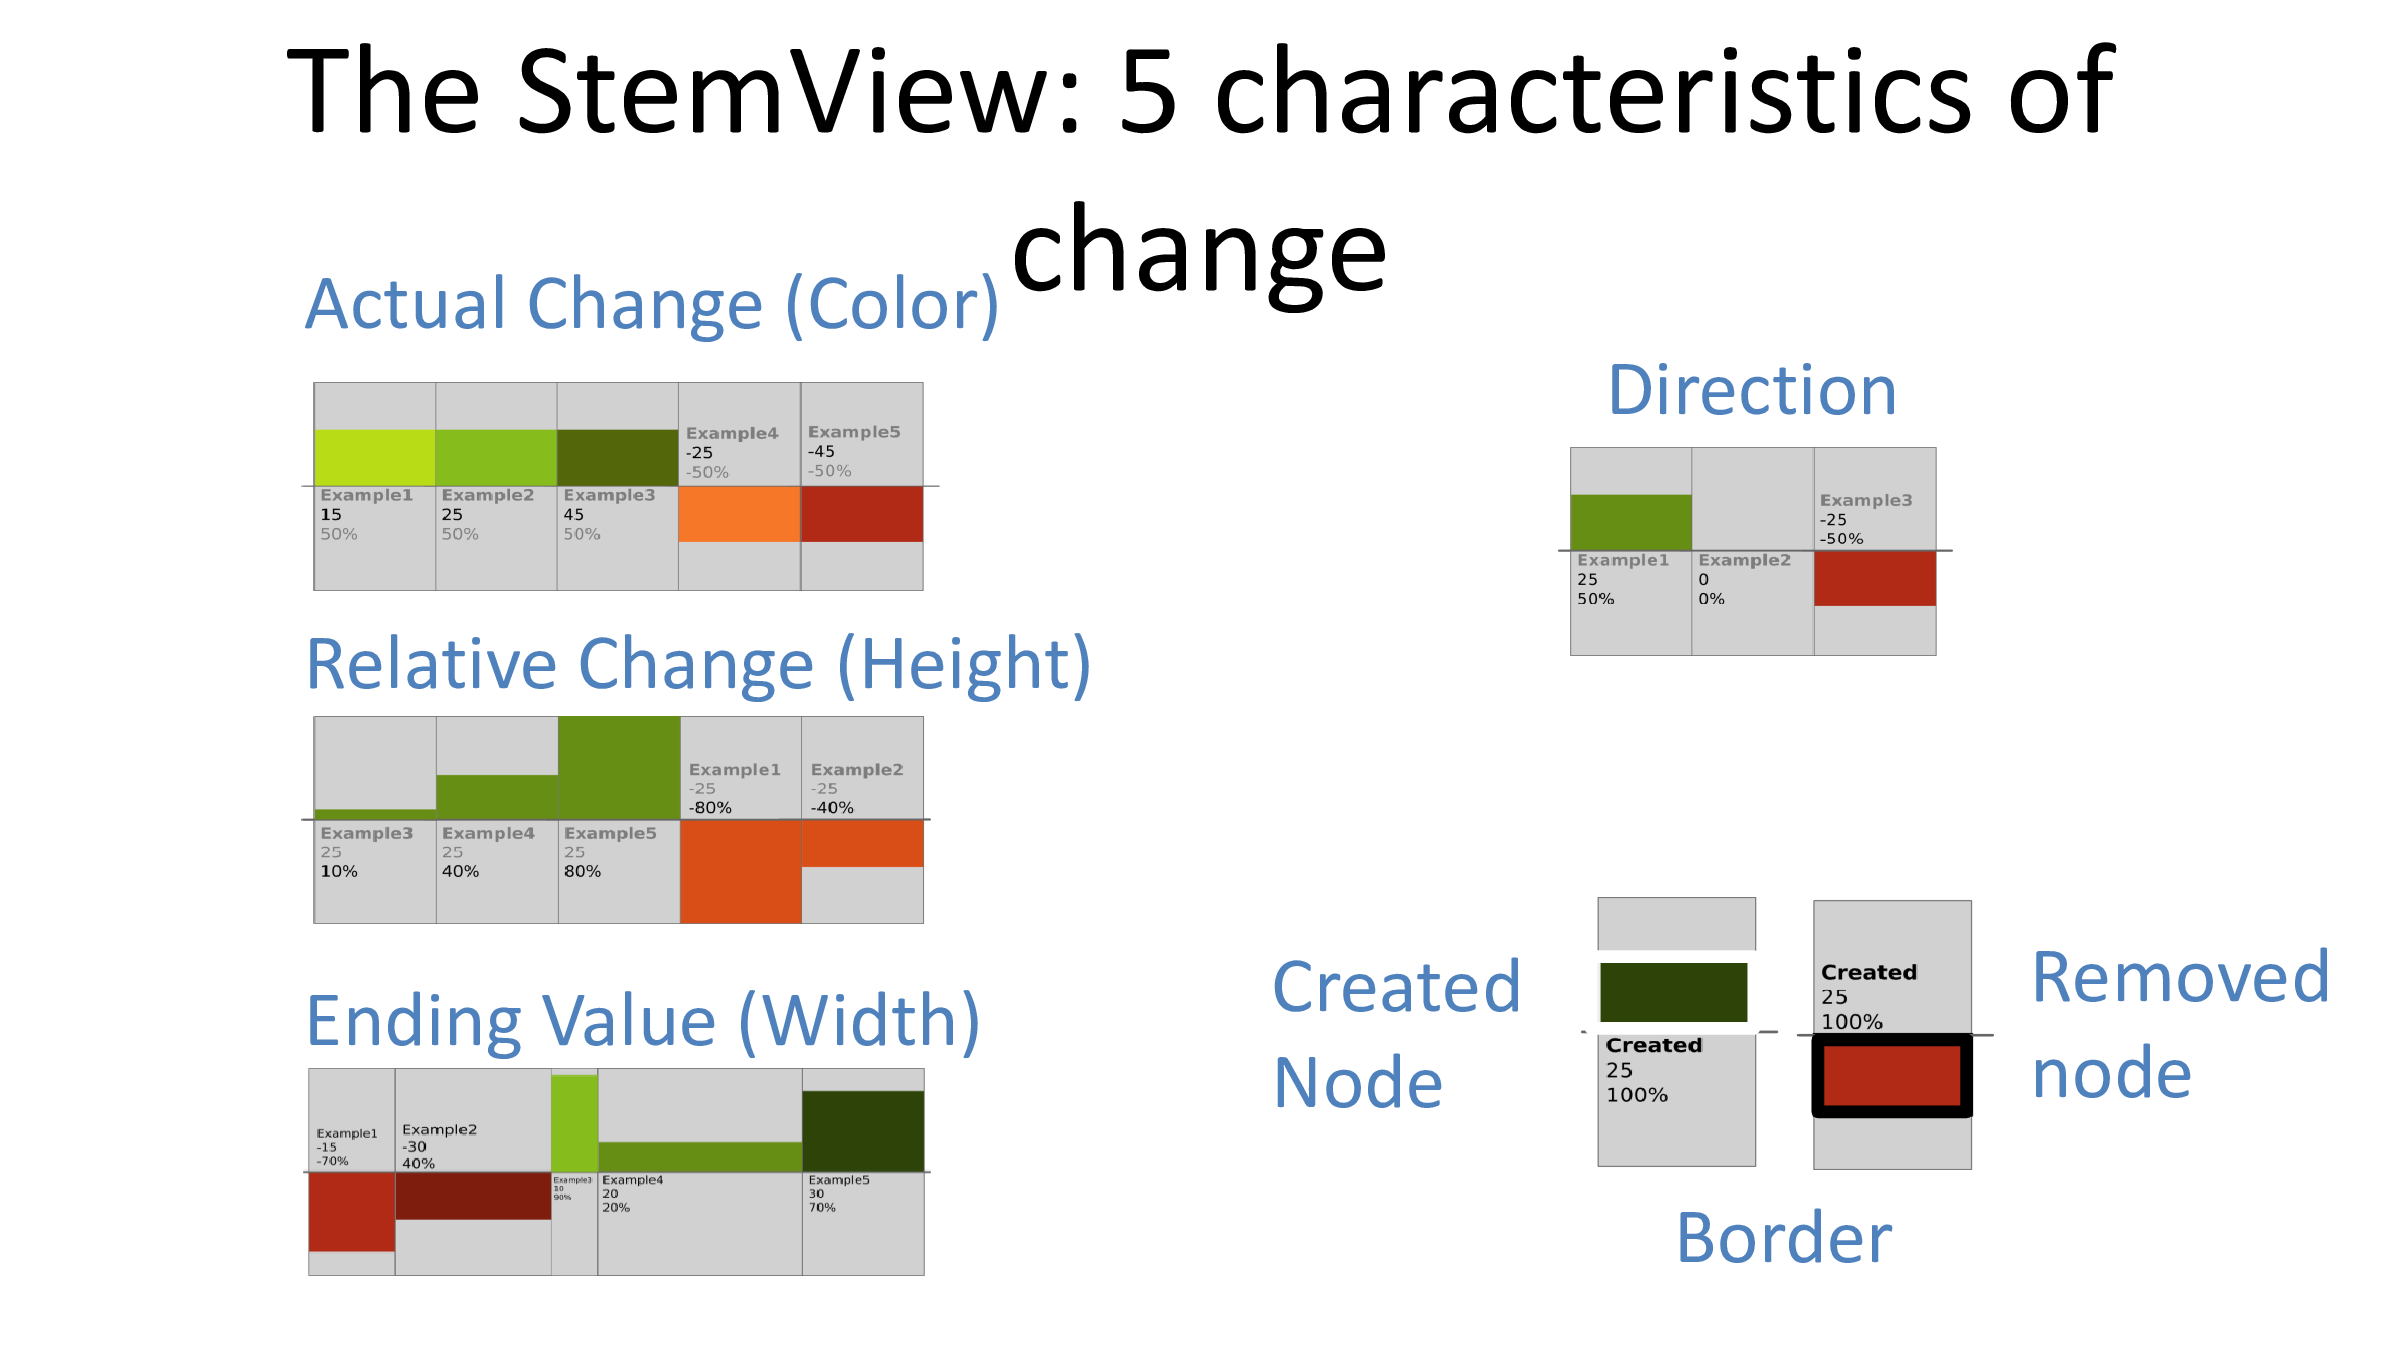 The StemView: 5 characteristics of
change
Actual Change (Color)
Example4
-25
-50%
Example5
-45
-50%
Example1
15
50%
Example2
25
50%
Example3
45
50%
Relative Change (Height)
Example1
-25
-80%
Example2
-25
-40%
Example3
25
10%
Example4
25
40%
Example5
25
80%
Ending Value (Width)
Example1
-15
-70%
Example2
-30
40%
Example3
10
90%
Example4
20
20%
Example5
30
70%
Direction
Example3
-25
-50%
Example1
25
50%
Example2
0
0%
Created
Node
Created
25
100%
Created
25
100%
Removed
node
Border